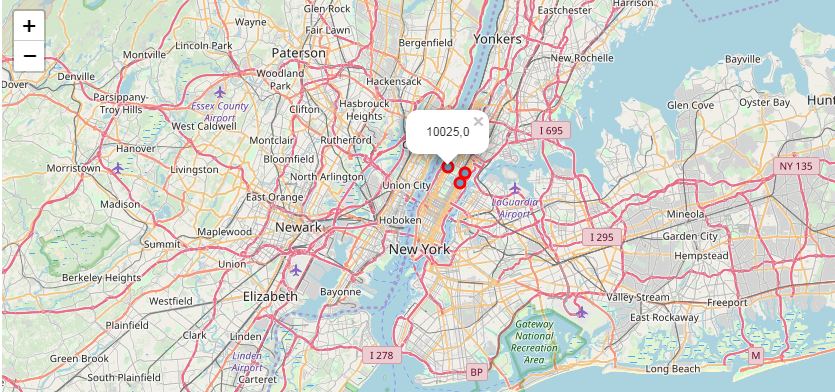 Harrison
Glen Rock
Eastchester
+
Wayne
Fair Lawn
Lincoln Park
Bergenfield
Yonkers
Montville
Paterson
−
New Rochelle
Bayville
Denville
Woodland
Park
Hackensack
Dover
Parsippany-
Troy Hills
Essex County
Airport
Clifton
Hasbrouck
Heights
Glen Cove
Oyster Bay
Hunt
West Caldwell
10025,0
×
I 695
Hanover
Montclair
Rutherford
Bloomfield
Morristown
Livingston
NY 135
North Arlington
Union City
East Orange
LaGuardia
Airport
Madison
Hoboken
Mineola
Newark
Maplewood
I 295
Garden City
Summit
New York
Union
Hempstead
Berkeley Heights
Elizabeth
Bayonne
Westfield
Valley Stream
Freeport
Plainfield
East Rockaway
Gateway
National
Recreation
Area
Clark
Linden
Green Brook
Linden
Airport
I 278
M
South Plainfield
Carteret
BP
Long Beach